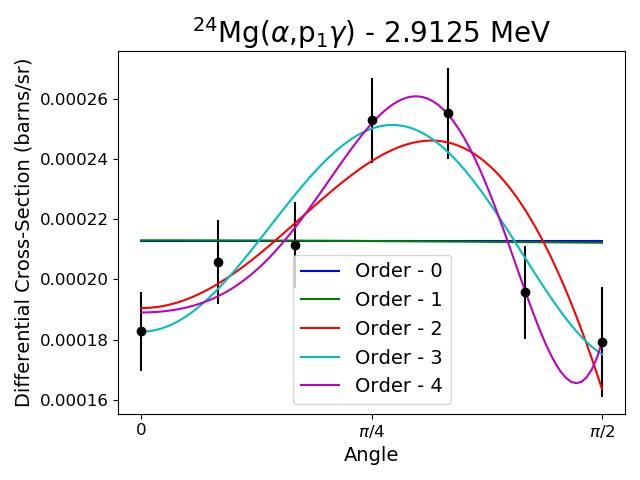 ²⁴Mg(α,p₁γ) - 2.9125 MeV
Differential Cross-Section (barns/sr)
0.00026
0.00024
0.00022
0.00020
0.00018
0.00016
Order - 0
Order - 1
Order - 2
Order - 3
Order - 4
0 π/4 π/2
Angle